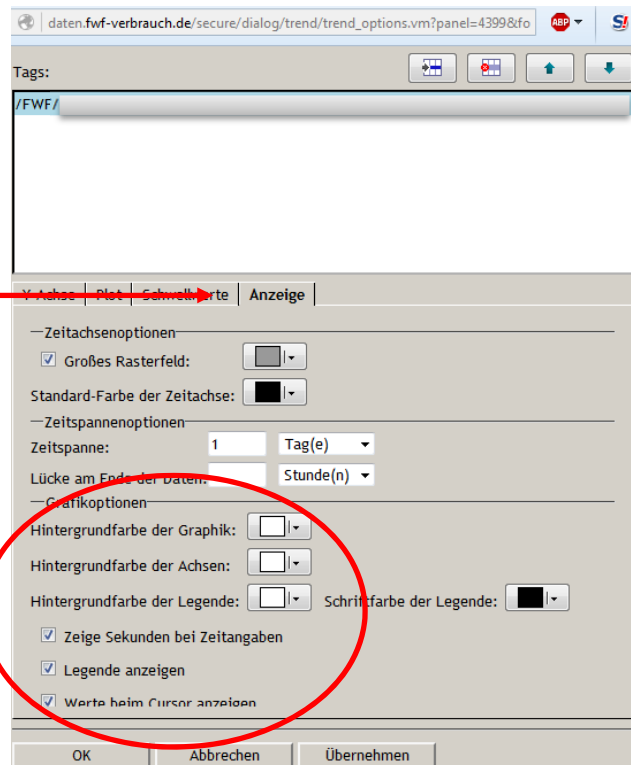 daten.fwf-verbrauch.de/secure/dialog/trend/trend_options.vm?panel=4399&fo ABP S!
Tags:
/FWF/
Y-Achse Plot Schwellwerte Anzeige
Zeitachsenoptionen
Großes Rasterfeld:
Standard-Farbe der Zeitachse:
Zeitspannenoptionen
Zeitspanne: 1 Tag(e)
Lücke am Ende der Daten: Stunde(n)
Grafikoptionen
Hintergrundfarbe der Graphik:
Hintergrundfarbe der Achsen:
Hintergrundfarbe der Legende: Schriftfarbe der Legende:
Zeige Sekunden bei Zeitangaben
Legende anzeigen
Werte beim Cursor anzeigen
OK Abbrechen Übernehmen